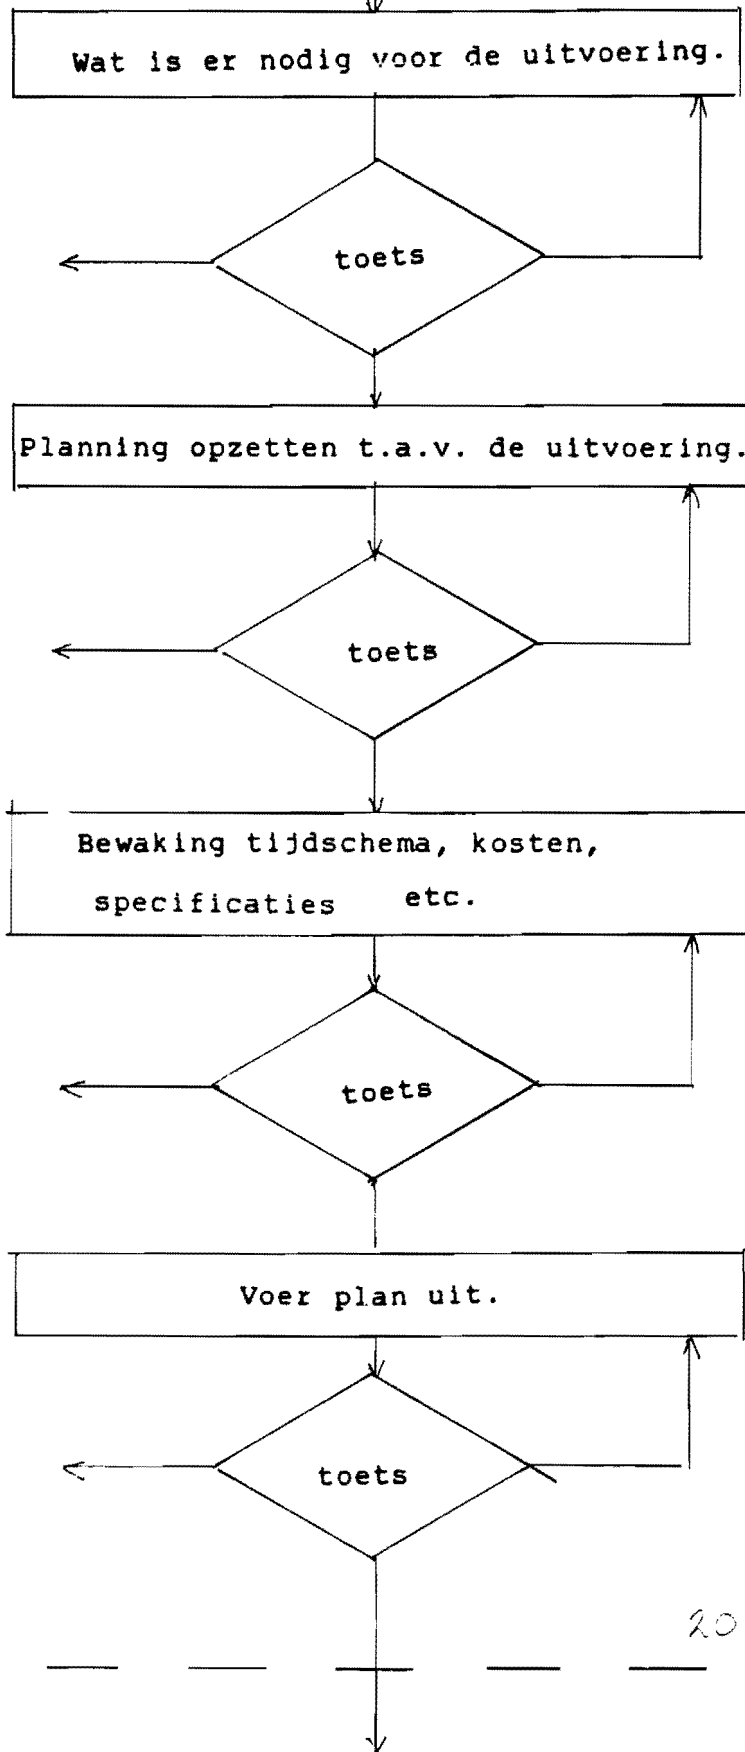 Wat is er nodig voor de uitvoering.
toets
Planning opzetten t.a.v. de uitvoering.
toets
Bewaking tijdschema, kosten,
specificaties etc.
toets
Voer plan uit.
toets
20